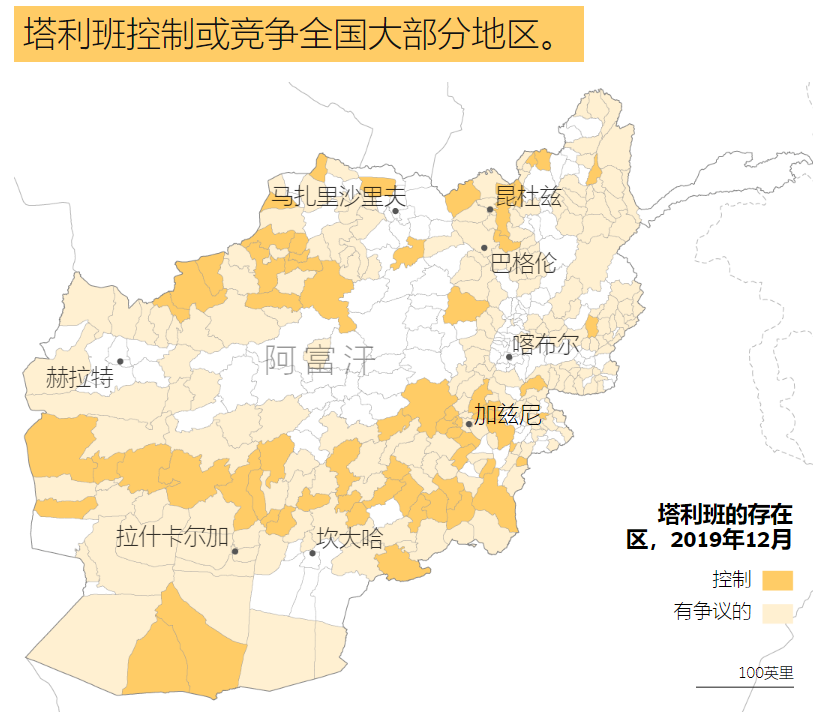 塔利班控制或竞争全国大部分地区。
马扎里沙里夫
昆杜兹
巴格伦
喀布尔
阿富汗
赫拉特
加兹尼
塔利班的存在
区，2019年12月
拉什卡尔加
坎大哈
控制
有争议的
100英里